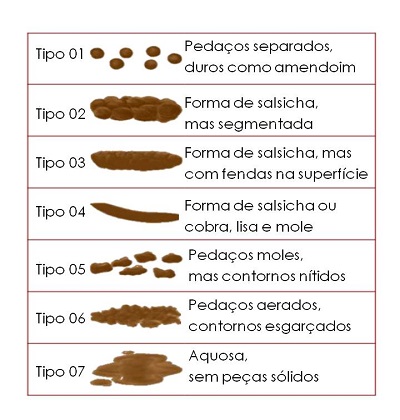 Tipo 01
Pedaços separados,
duros como amendoim
Tipo 02
Forma de salsicha,
mas segmentada
Tipo 03
Forma de salsicha, mas
com fendas na superfície
Tipo 04
Forma de salsicha ou
cobra, lisa e mole
Tipo 05
Pedaços moles,
mas contornos nítidos
Tipo 06
Pedaços aerados,
contornos esgarçados
Tipo 07
Aquosa,
sem peças sólidos